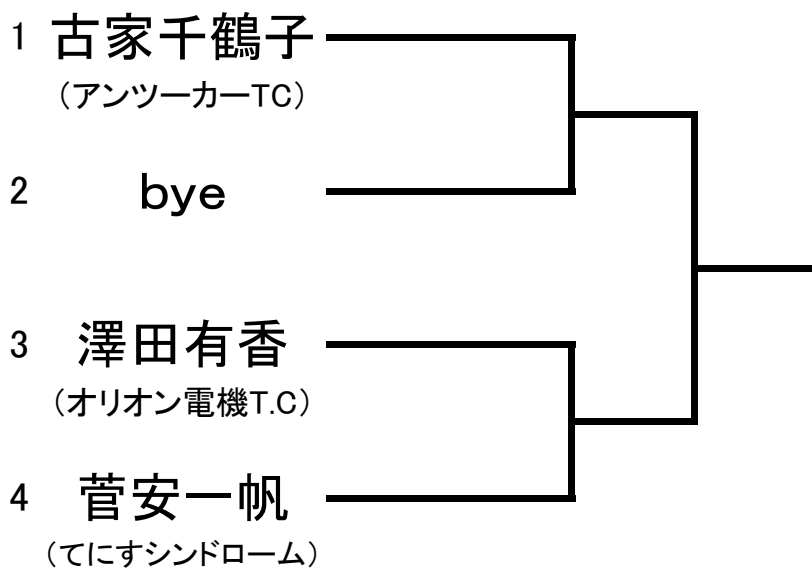 1 古家千鶴子
（アンツーカーTC）
2 bye
3 澤田有香
（オリオン電機T.C）
4 菅安一帆
（てにすシンドローム）